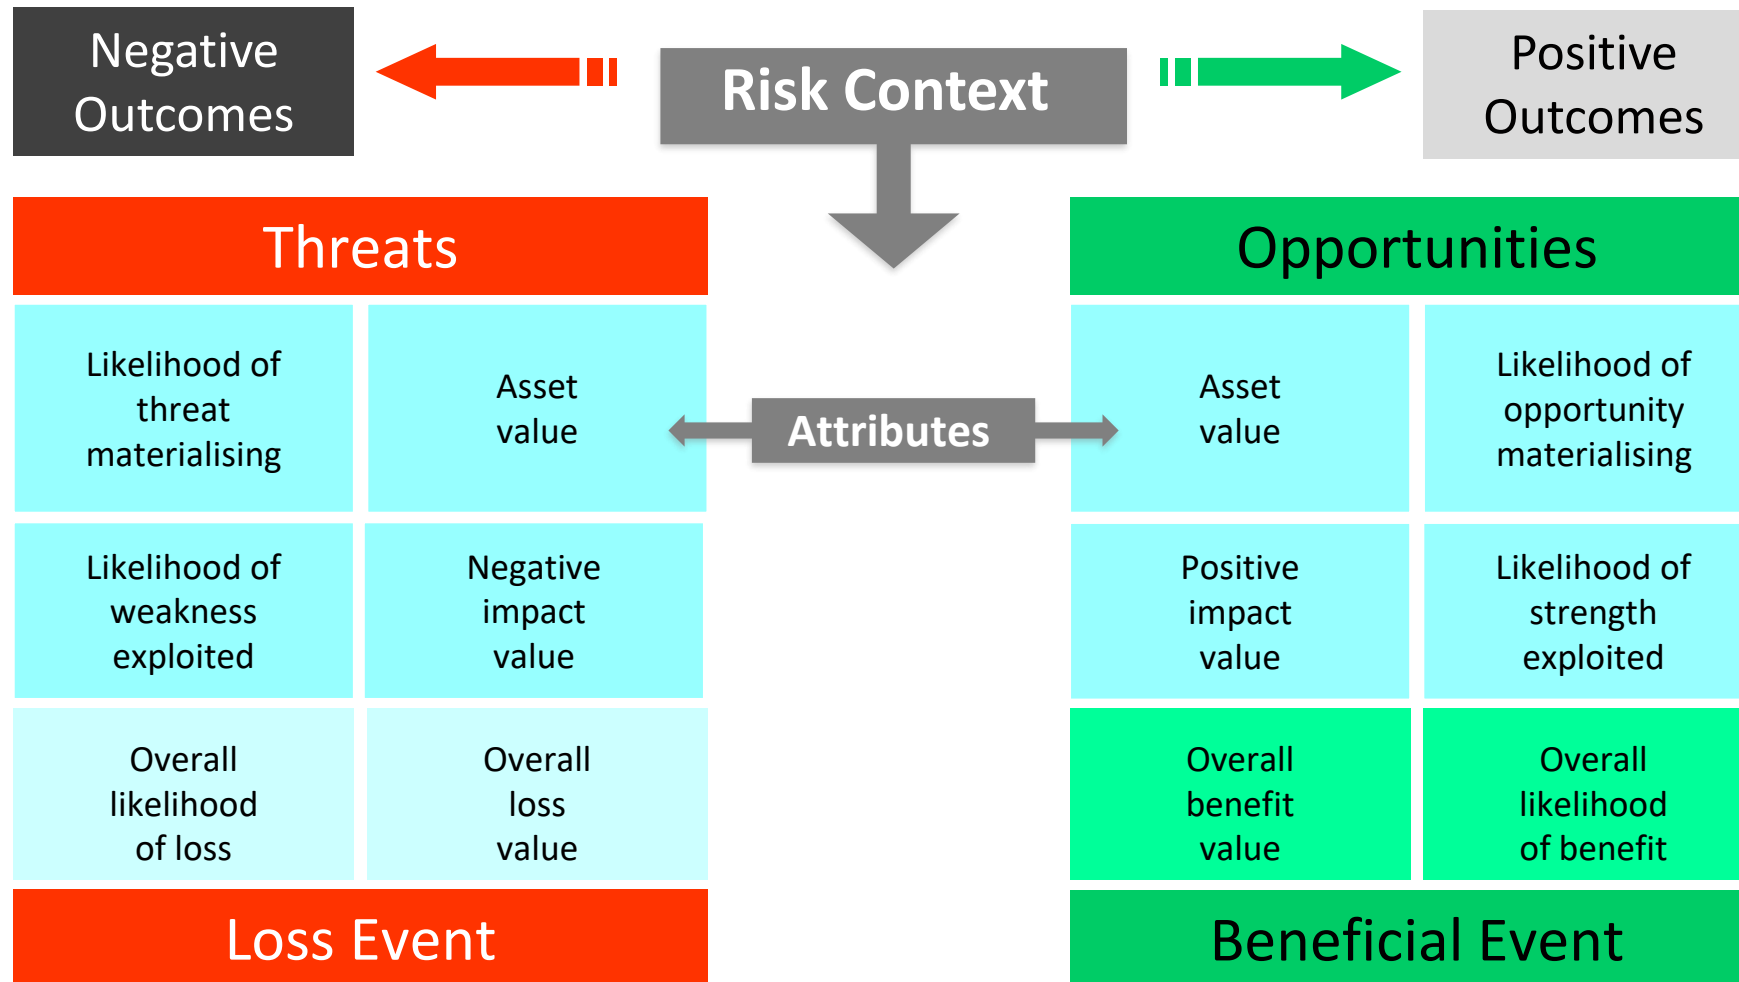 Negative
Outcomes
Risk Context
Positive
Outcomes
Threats
Opportunities
Likelihood of
threat
materialising
Asset
value
Attributes
Asset
value
Likelihood of
opportunity
materialising
Likelihood of
weakness
exploited
Negative
impact
value
Positive
impact
value
Likelihood of
strength
exploited
Overall
likelihood
of loss
Overall
loss
value
Overall
benefit
value
Overall
likelihood
of benefit
Loss Event
Beneficial Event